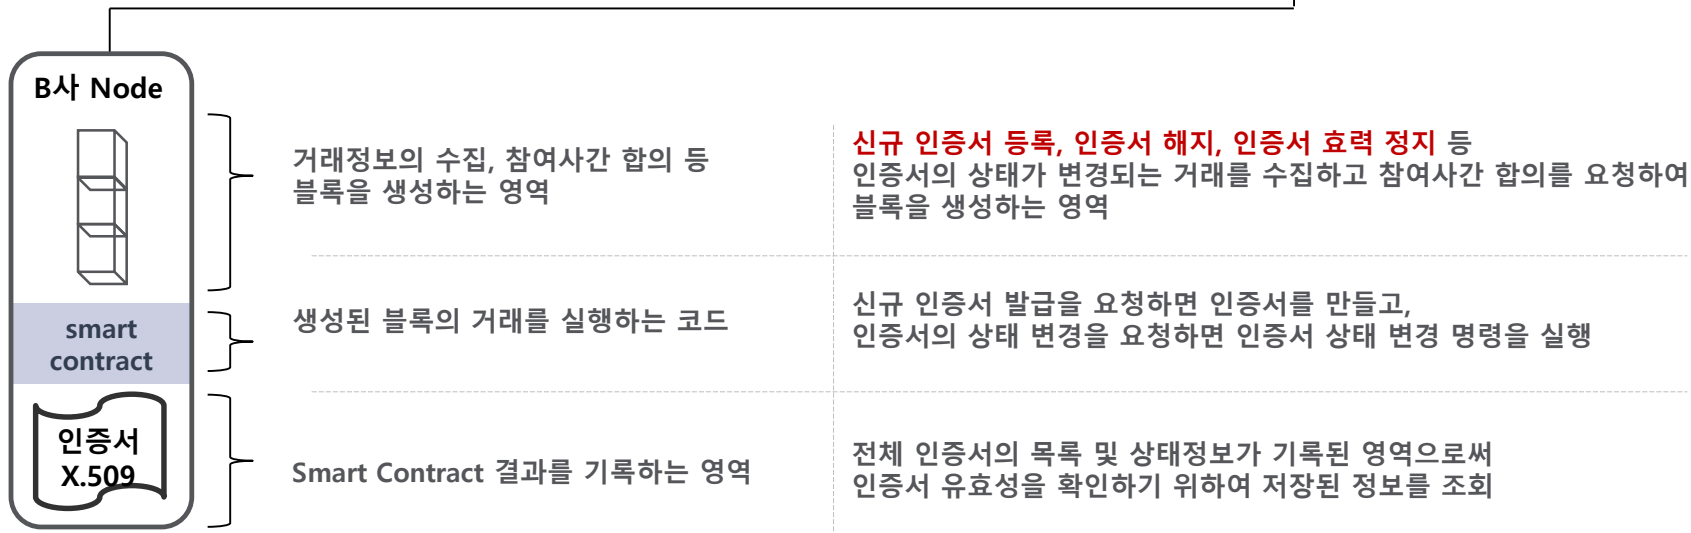 B사 Node
거래정보의 수집, 참여사간 합의 등
블록을 생성하는 영역
신규 인증서 등록, 인증서 해지, 인증서 효력 정지 등
인증서의 상태가 변경되는 거래를 수집하고 참여사간 합의를 요청하여
블록을 생성하는 영역
smart
contract
생성된 블록의 거래를 실행하는 코드
신규 인증서 발급을 요청하면 인증서를 만들고,
인증서의 상태 변경을 요청하면 인증서 상태 변경 명령을 실행
인증서
X.509
Smart Contract 결과를 기록하는 영역
전체 인증서의 목록 및 상태정보가 기록된 영역으로써
인증서 유효성을 확인하기 위하여 저장된 정보를 조회